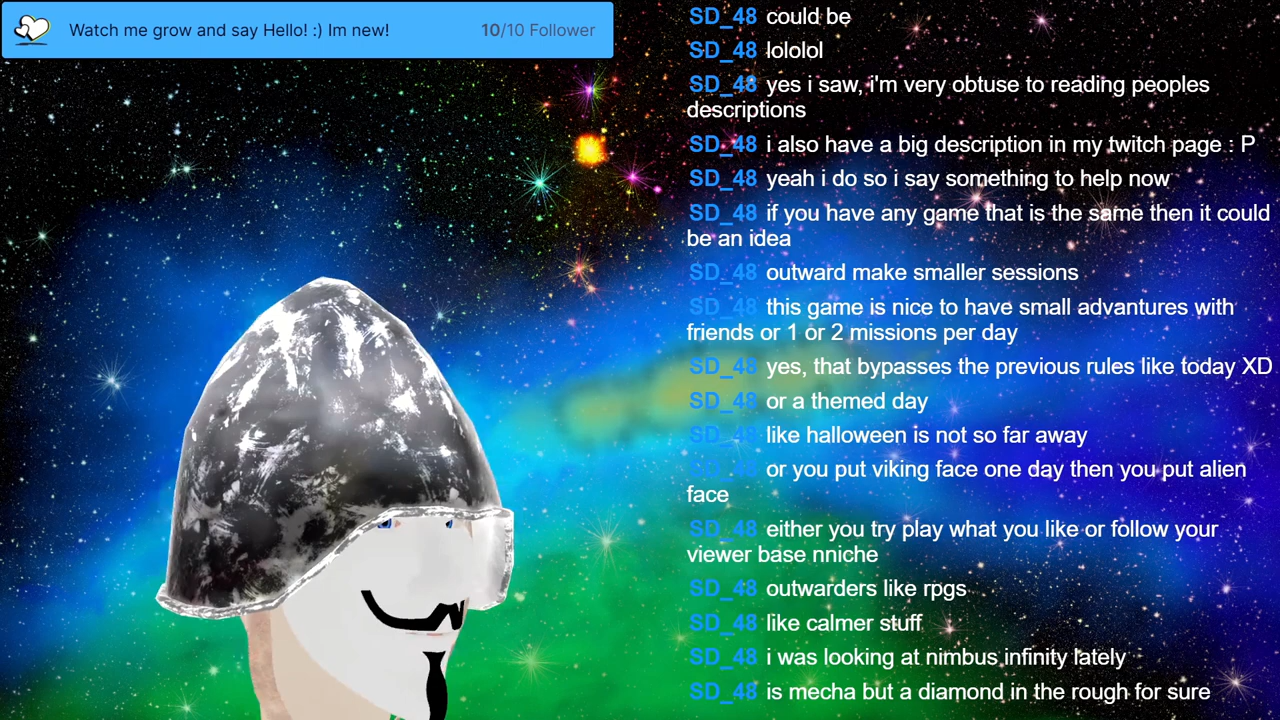 Watch me grow and say Hello! :) Im new! 10/10 Follower
SD_48 could be
SD_48 lololol
SD_48 yes i saw, i'm very obtuse to reading peoples
descriptions
SD_48 i also have a big description in my twitch page : P
SD_48 yeah i do so i say something to help now
SD_48 if you have any game that is the same then it could
be an idea
SD_48 outward make smaller sessions
SD_48 this game is nice to have small advantures with
friends or 1 or 2 missions per day
SD_48 yes, that bypasses the previous rules like today XD
SD_48 or a themed day
SD_48 like halloween is not so far away
SD_48 or you put viking face one day then you put alien
face
SD_48 either you try play what you like or follow your
viewer base nniche
SD_48 outwarders like rpgs
SD_48 like calmer stuff
SD_48 i was looking at nimbus infinity lately
SD_48 is mecha but a diamond in the rough for sure